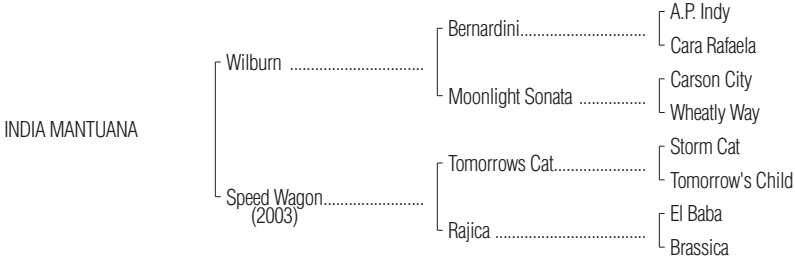 A.P. Indy
Bernardini..............................
Cara Rafaela
Wilburn ................................
Carson City
Moonlight Sonata ................
Wheatly Way
INDIA MANTUANA
Storm Cat
Tomorrows Cat......................
Tomorrow's Child
Speed Wagon........................
(2003)
El Baba
Rajica ....................................
Brassica